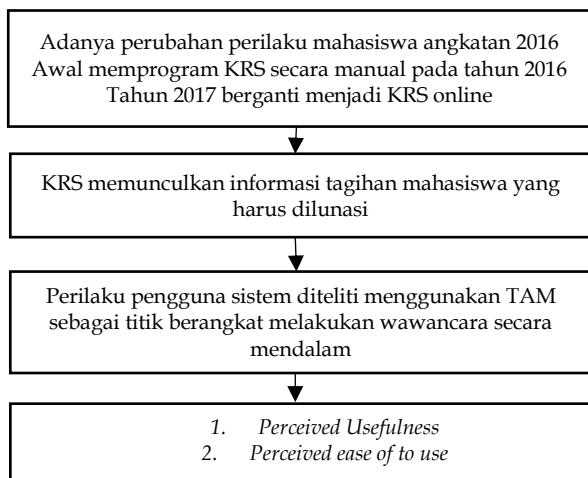 Adanya perubahan perilaku mahasiswa angkatan 2016
Awal memprogram KRS secara manual pada tahun 2016
Tahun 2017 berganti menjadi KRS online
KRS memunculkan informasi tagihan mahasiswa yang
harus dilunasi
Perilaku pengguna sistem diteliti menggunakan TAM
sebagai titik berangkat melakukan wawancara secara
mendalam
1. Perceived Usefulness
2. Perceived ease of to use